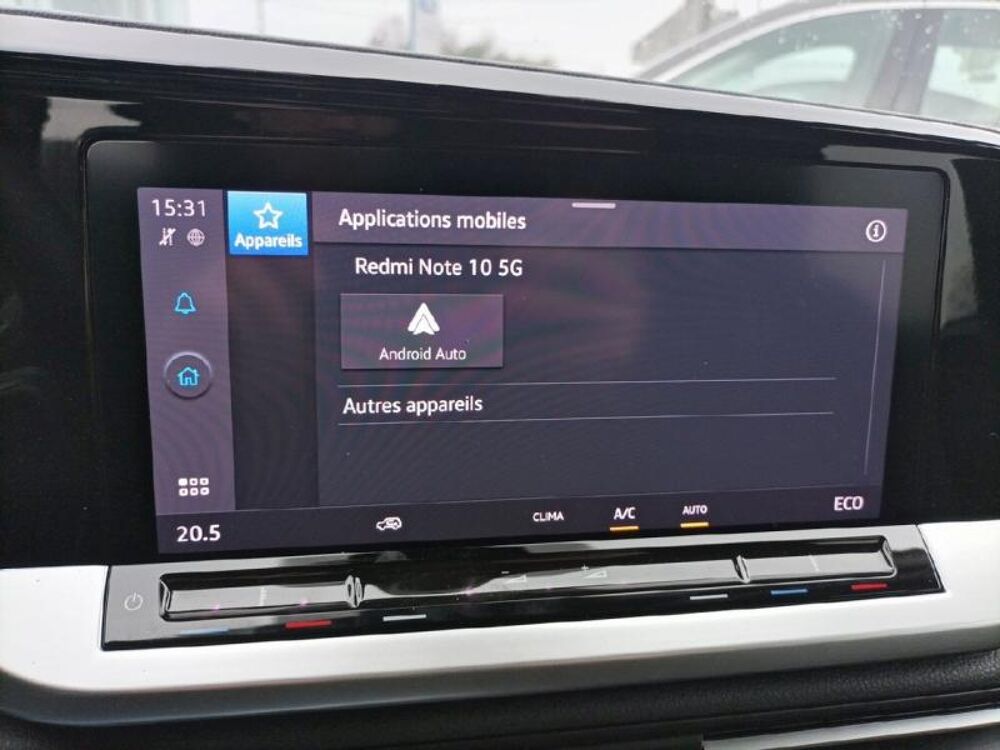 15:31
Appareils
Applications mobiles
Redmi Note 10 5G
Android Auto
Autres appareils
20.5
CLIMA
A/C
AUTO
ECO